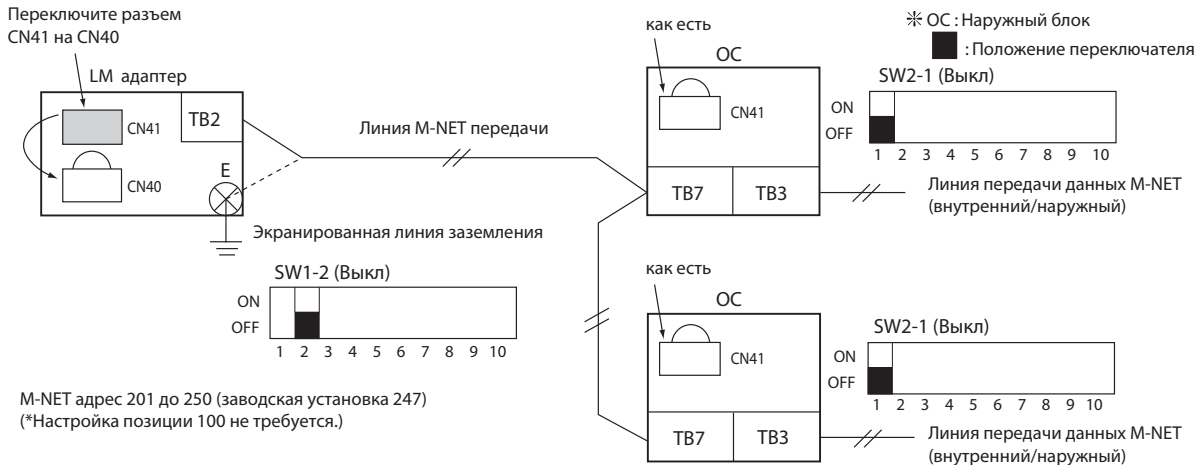 Переключите разъем
CN41 на CN40
LM адаптер
CN41
TB2
CN40
E
Линия M-NET передачи
Экранированная линия заземления
SW1-2 (Выкл)
ON
OFF
1 2 3 4 5 6 7 8 9 10
M-NET адрес 201 до 250 (заводская установка 247)
(*Настройка позиции 100 не требуется.)
как есть
OC
CN41
TB7
TB3
※ OC : Наружный блок
: Положение переключателя
SW2-1 (Выкл)
ON
OFF
1 2 3 4 5 6 7 8 9 10
Линия передачи данных M-NET
(внутренний/наружный)
как есть
OC
CN41
TB7
TB3
SW2-1 (Выкл)
ON
OFF
1 2 3 4 5 6 7 8 9 10
Линия передачи данных M-NET
(внутренний/наружный)